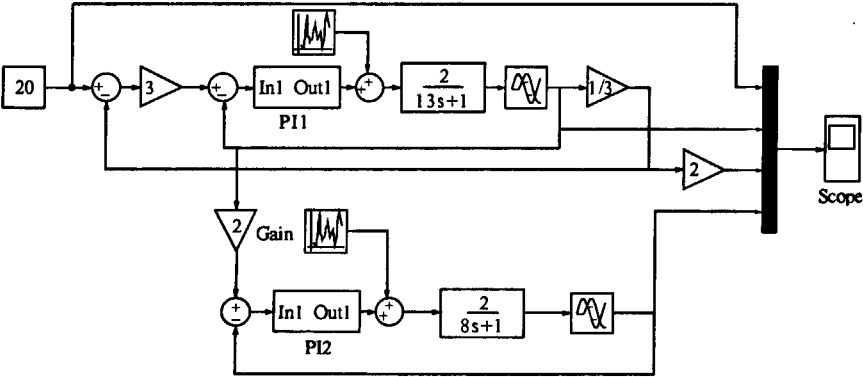 20
+
−
3
+
−
In1 Out1
PI1
+
+
2
13s+1
1/3
2
Scope
2
Gain
+
−
In1 Out1
PI2
+
+
2
8s+1